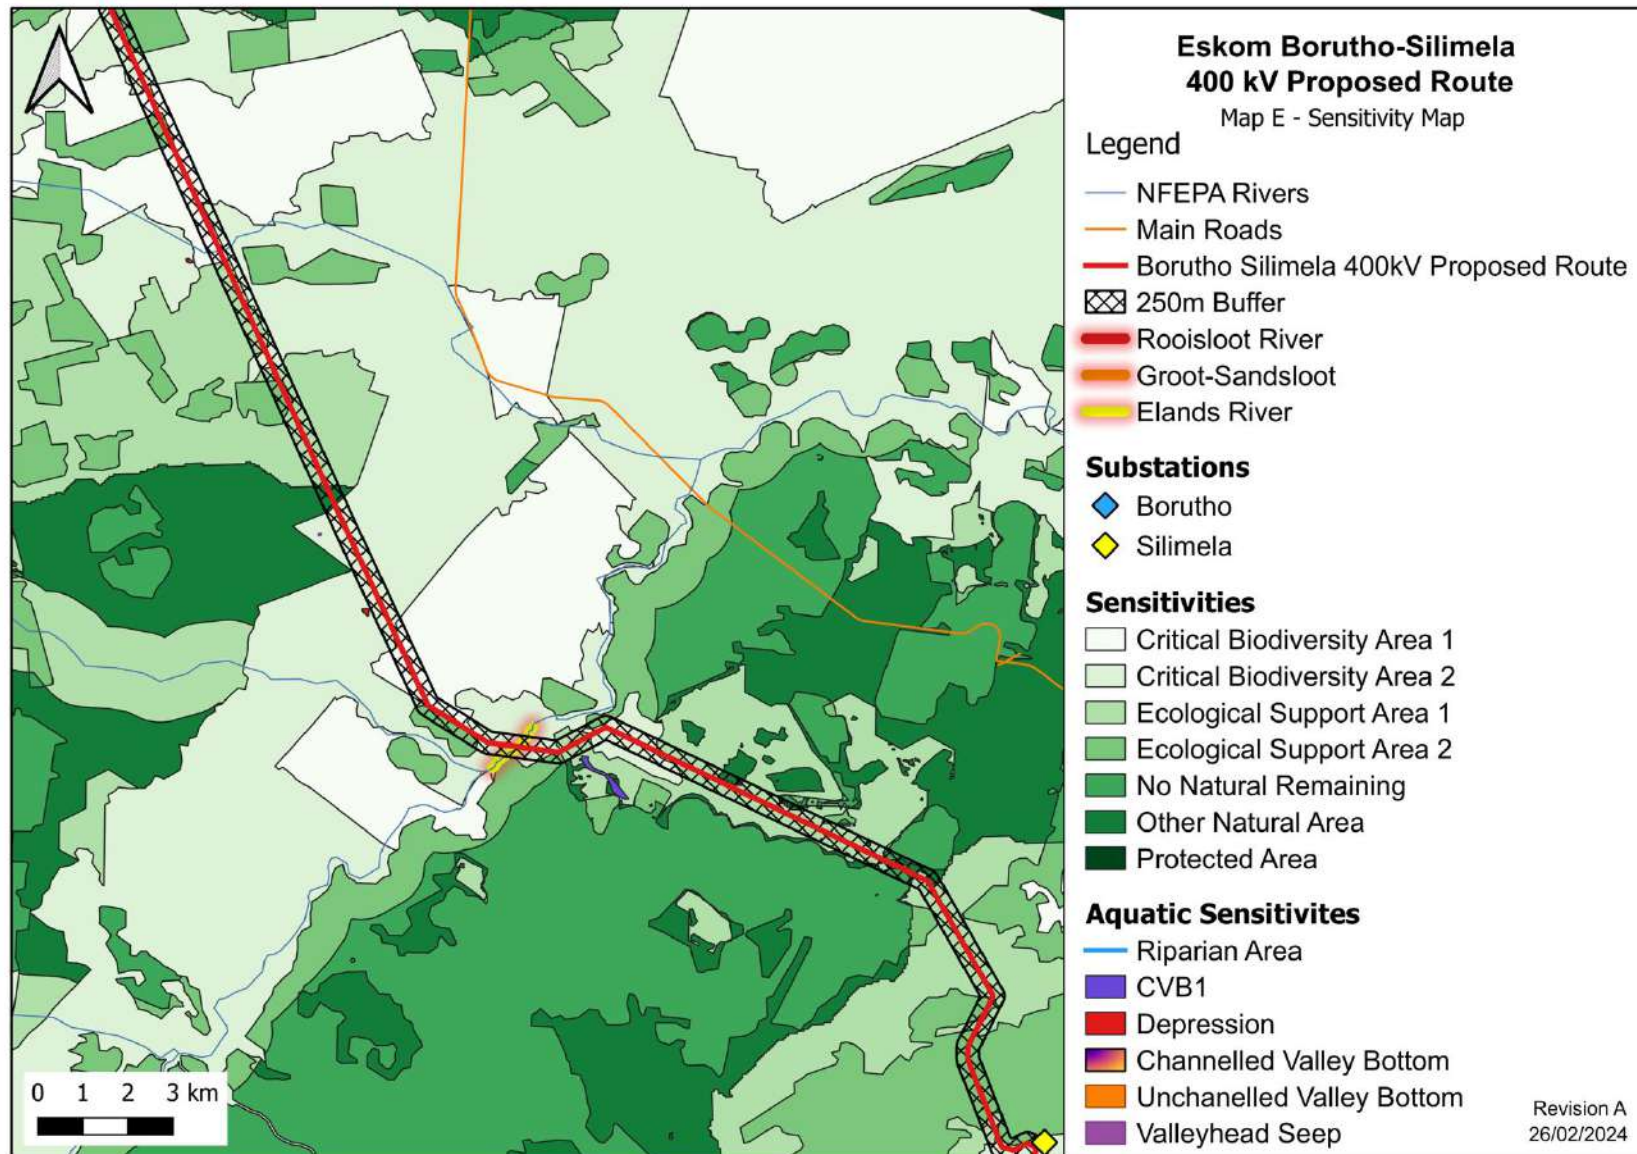 Eskom Borutho-Silimela
400 kV Proposed Route
Map E - Sensitivity Map
Legend
NFEPA Rivers
Main Roads
Borutho Silimela 400kV Proposed Route
250m Buffer
Rooisloot River
Groot-Sandsloot
Elands River
Substations
Borutho
Silimela
Sensitivities
Critical Biodiversity Area 1
Critical Biodiversity Area 2
Ecological Support Area 1
Ecological Support Area 2
No Natural Remaining
Other Natural Area
Protected Area
Aquatic Sensitivites
Riparian Area
CVB1
Depression
Channelled Valley Bottom
Unchanelled Valley Bottom
Valleyhead Seep
Revision A
26/02/2024
0 1 2 3 km